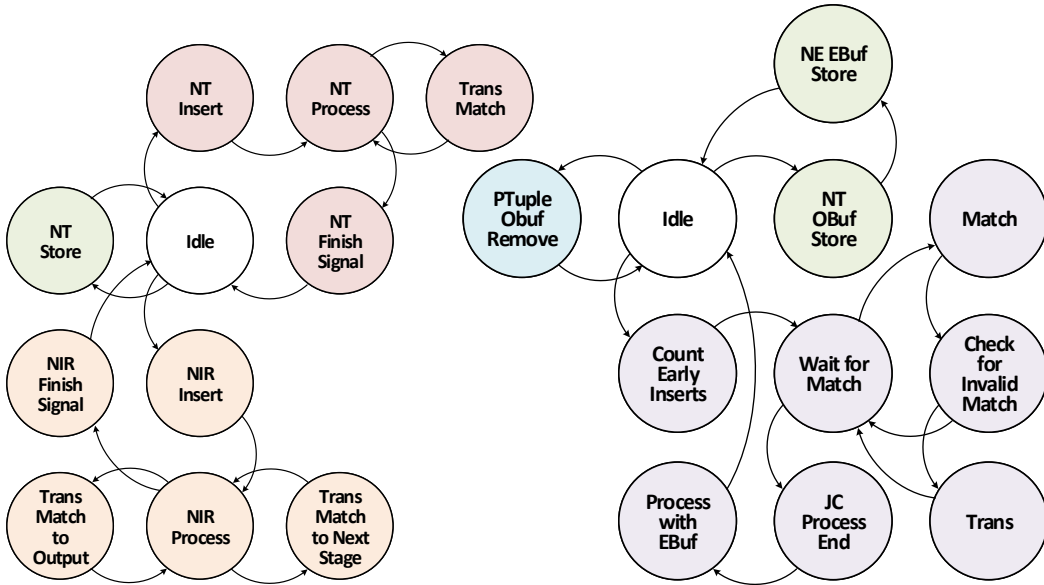 NT
Insert
NT
Process
Trans
Match
NT
Store
Idle
NT
Finish
Signal
NIR
Finish
Signal
NIR
Insert
Trans
Match
to
Output
NIR
Process
Trans
Match
to Next
Stage
NE EBuf
Store
PTuple
Obuf
Remove
Idle
NT
OBuf
Store
Match
Count
Early
Inserts
Wait for
Match
Check
for
Invalid
Match
Process
with
EBuf
JC
Process
End
Trans